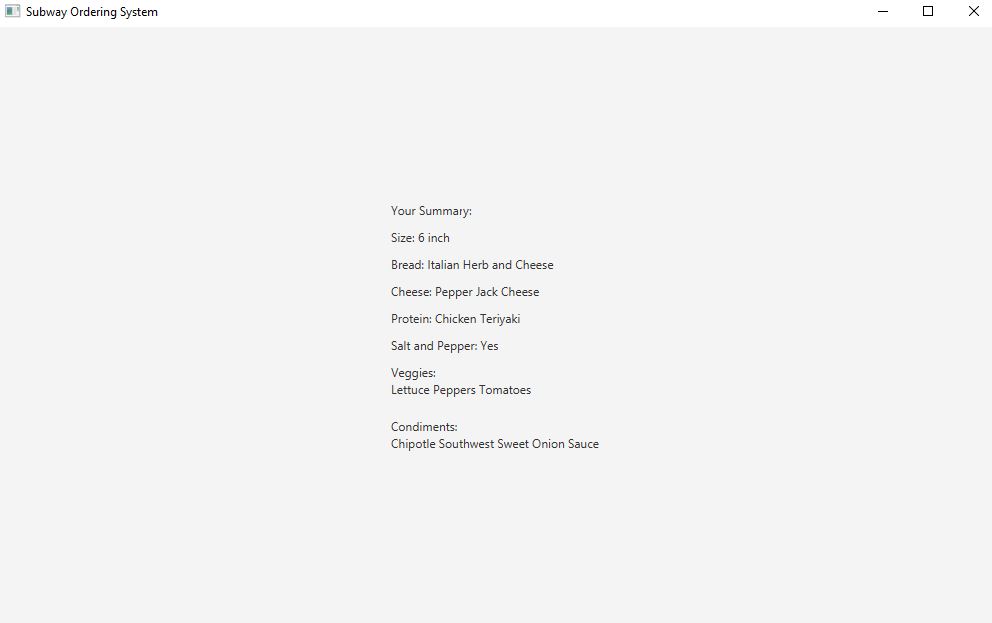 Subway Ordering System
Your Summary:
Size: 6 inch
Bread: Italian Herb and Cheese
Cheese: Pepper Jack Cheese
Protein: Chicken Teriyaki
Salt and Pepper: Yes
Veggies:
Lettuce Peppers Tomatoes
Condiments:
Chipotle Southwest Sweet Onion Sauce